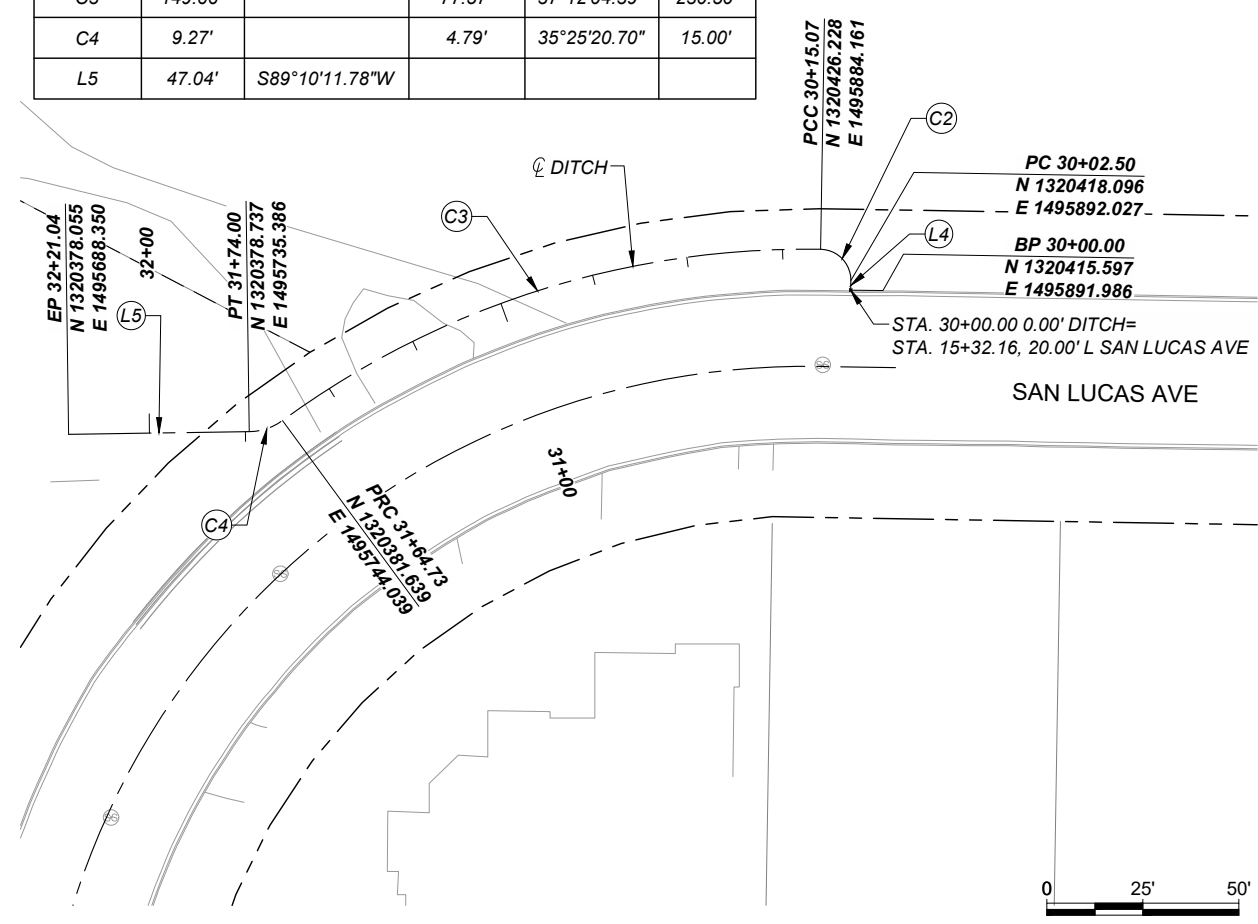 C4 9.27' 4.79' 35°25'20.70" 15.00'
L5 47.04' S89°10'11.78"W
PCC 30+15.07
N 1320426.228
E 1495884.161
C2
℄ DITCH
PC 30+02.50
N 1320418.096
E 1495892.027
C3
L4
BP 30+00.00
N 1320415.597
E 1495891.986
EP 32+21.04
N 1320378.055
E 1495688.350
32+00
PT 31+74.00
N 1320378.737
E 1495735.386
L5
STA. 30+00.00 0.00' DITCH=
STA. 15+32.16, 20.00' L SAN LUCAS AVE
SAN LUCAS AVE
31+00
C4
PRC 31+64.73
N 1320381.639
E 1495744.039
0 25' 50'